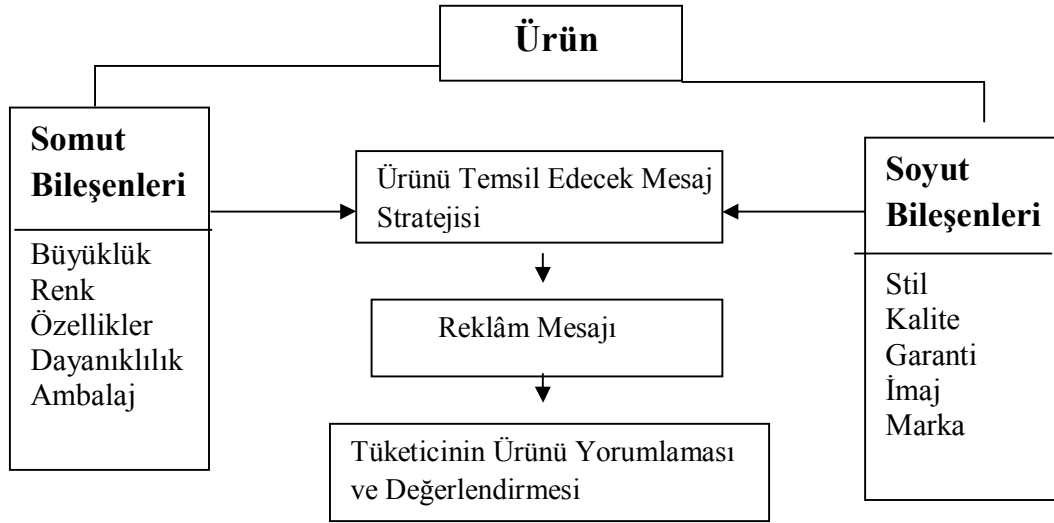 Ürün
Somut
Bileşenleri
Büyüklük
Renk
Özellikler
Dayanıklılık
Ambalaj
Ürünü Temsil Edecek Mesaj
Stratejisi
Reklâm Mesajı
Tüketicinin Ürünü Yorumlaması
ve Değerlendirmesi
Soyut
Bileşenleri
Stil
Kalite
Garanti
İmaj
Marka